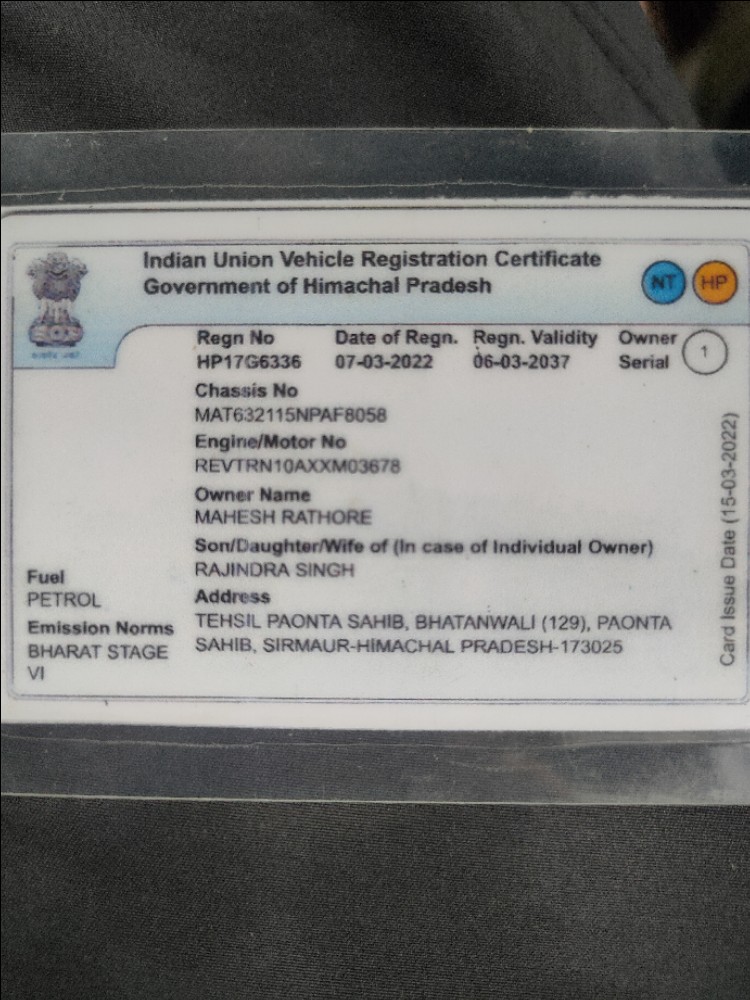 Indian Union Vehicle Registration Certificate
Government of Himachal Pradesh
NT HP
Regn No Date of Regn. Regn. Validity Owner Serial 1
HP17G6336 07-03-2022 06-03-2037
Chassis No
MAT632115NPAF8058
Engine/Motor No
REVTRN10AXXM03678
Owner Name
MAHESH RATHORE
Son/Daughter/Wife of (In case of Individual Owner)
RAJINDRA SINGH
Address
TEHSIL PAONTA SAHIB, BHATANWALI (129), PAONTA
SAHIB, SIRMAUR-HIMACHAL PRADESH-173025
Fuel
PETROL
Emission Norms
BHARAT STAGE
VI
Card Issue Date (15-03-2022)